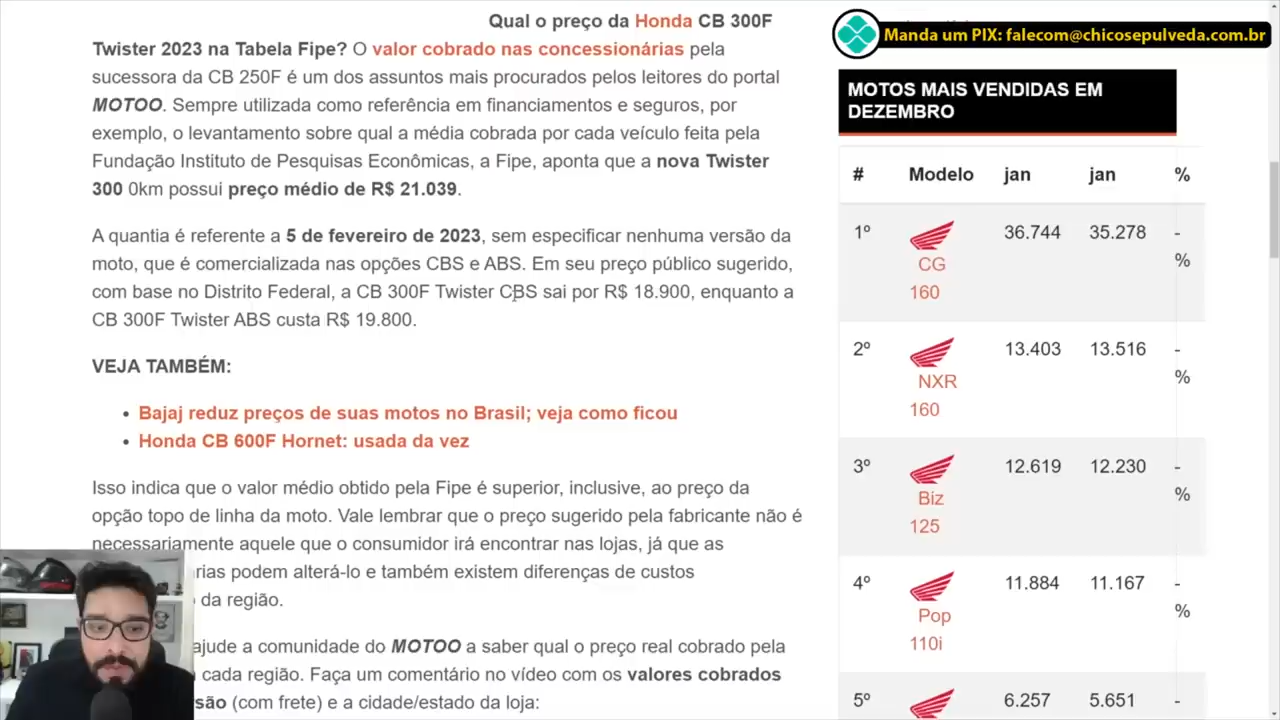 Manda um PIX: falecom@chicosepulveda.com.br
Qual o preço da Honda CB 300F
Twister 2023 na Tabela Fipe? O valor cobrado nas concessionárias pela
sucessora da CB 250F é um dos assuntos mais procurados pelos leitores do portal
MOTOO. Sempre utilizada como referência em financiamentos e seguros, por
exemplo, o levantamento sobre qual a média cobrada por cada veículo feita pela
Fundação Instituto de Pesquisas Econômicas, a Fipe, aponta que a nova Twister
300 0km possui preço médio de R$ 21.039.
A quantia é referente a 5 de fevereiro de 2023, sem especificar nenhuma versão da
moto, que é comercializada nas opções CBS e ABS. Em seu preço público sugerido,
com base no Distrito Federal, a CB 300F Twister CBS sai por R$ 18.900, enquanto a
CB 300F Twister ABS custa R$ 19.800.
VEJA TAMBÉM:
• Bajaj reduz preços de suas motos no Brasil; veja como ficou
• Honda CB 600F Hornet: usada da vez
Isso indica que o valor médio obtido pela Fipe é superior, inclusive, ao preço da
opção topo de linha da moto. Vale lembrar que o preço sugerido pela fabricante não é
necessariamente aquele que o consumidor irá encontrar nas lojas, já que as
podem alterá-lo e também existem diferenças de custos
da região.
ajude a comunidade do MOTOO a saber qual o preço real cobrado pela
cada região. Faça um comentário no vídeo com os valores cobrados
(com frete) e a cidade/estado da loja:
MOTOS MAIS VENDIDAS EM
DEZEMBRO
# Modelo jan jan %
1º CG 160 36.744 35.278 - %
2º NXR 160 13.403 13.516 - %
3º Biz 125 12.619 12.230 - %
4º Pop 110i 11.884 11.167 - %
5º 6.257 5.651 -